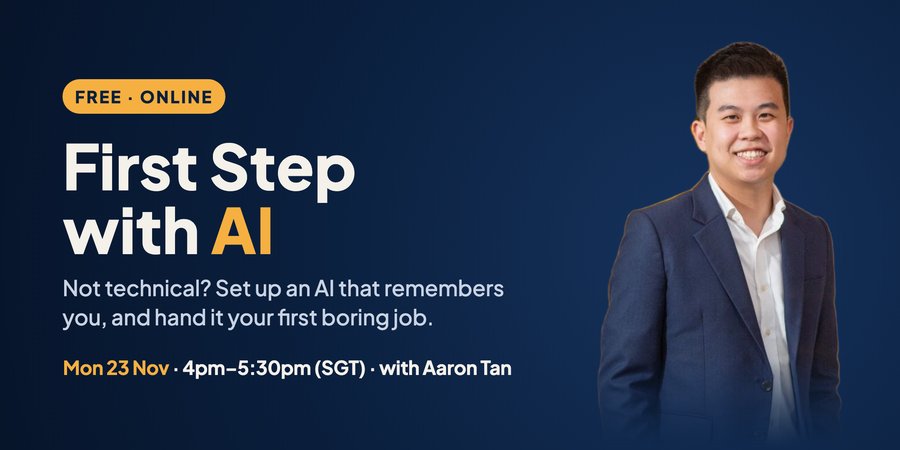 FREE · ONLINE
First Step
with AI
Not technical? Set up an AI that remembers
you, and hand it your first boring job.
Mon 23 Nov · 4pm–5:30pm (SGT) · with Aaron Tan